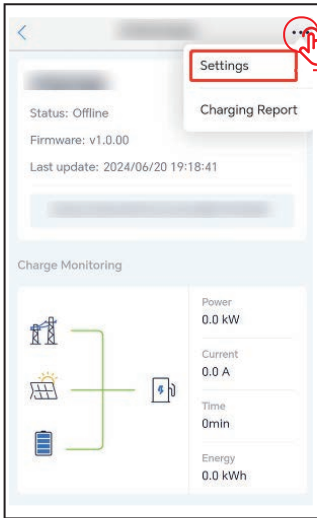 Settings
Charging Report
Status: Offline
Firmware: v1.0.00
Last update: 2024/06/20 19:18:41
Charge Monitoring
Power
0.0 kW
Current
0.0 A
Time
0min
Energy
0.0 kWh